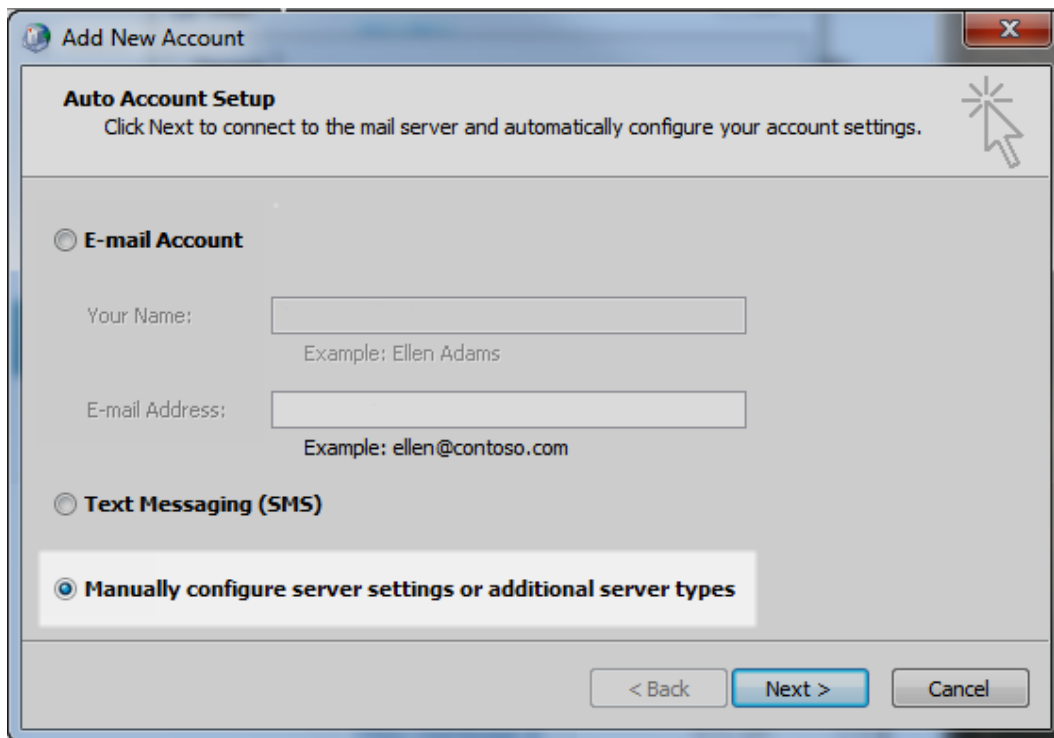 Add New Account
Auto Account Setup
Click Next to connect to the mail server and automatically configure your account settings.
E-mail Account
Your Name:
Example: Ellen Adams
E-mail Address:
Example: ellen@contoso.com
Text Messaging (SMS)
Manually configure server settings or additional server types
< Back Next > Cancel